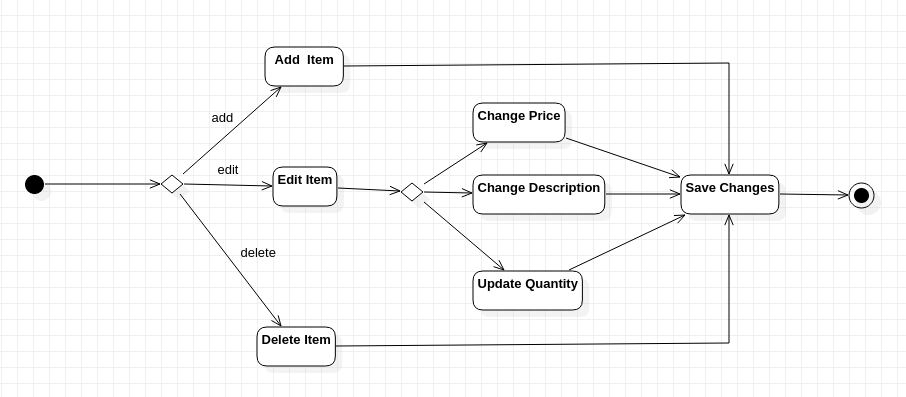 Add  Item
add
Change Price
edit
Edit Item
Change Description
Save Changes
delete
Update Quantity
Delete Item